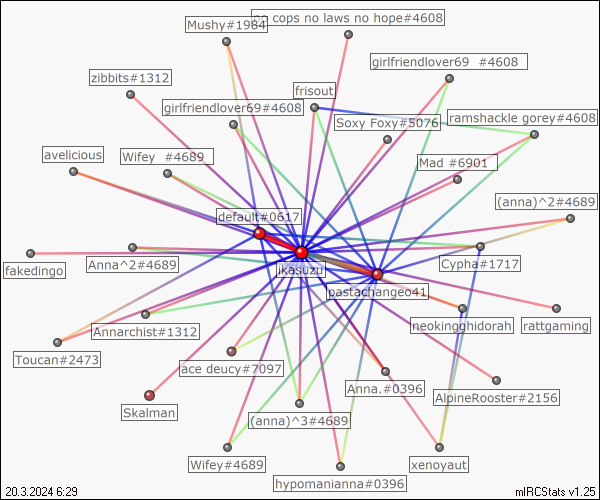 no cops no laws no hope#4608
Mushy#1984
girlfriendlover69 #4608
zibbits#1312
frisout
girlfriendlover69#4608
ramshackle gorey#4608
Soxy Foxy#5076
avelicious
Wifey #4689
Mad #6901
(anna)^2#4689
default#0617
fakedingo
Anna^2#4689
jkasuzu
Cypha#1717
pastachangeo41
Annarchist#1312
neokingghidorah
rattgaming
Toucan#2473
ace deucy#7097
Anna.#0396
AlpineRooster#2156
Skalman
(anna)^3#4689
Wifey#4689
xenoyaut
hypomanianna#0396
20.3.2024 6:29
mIRCStats v1.25